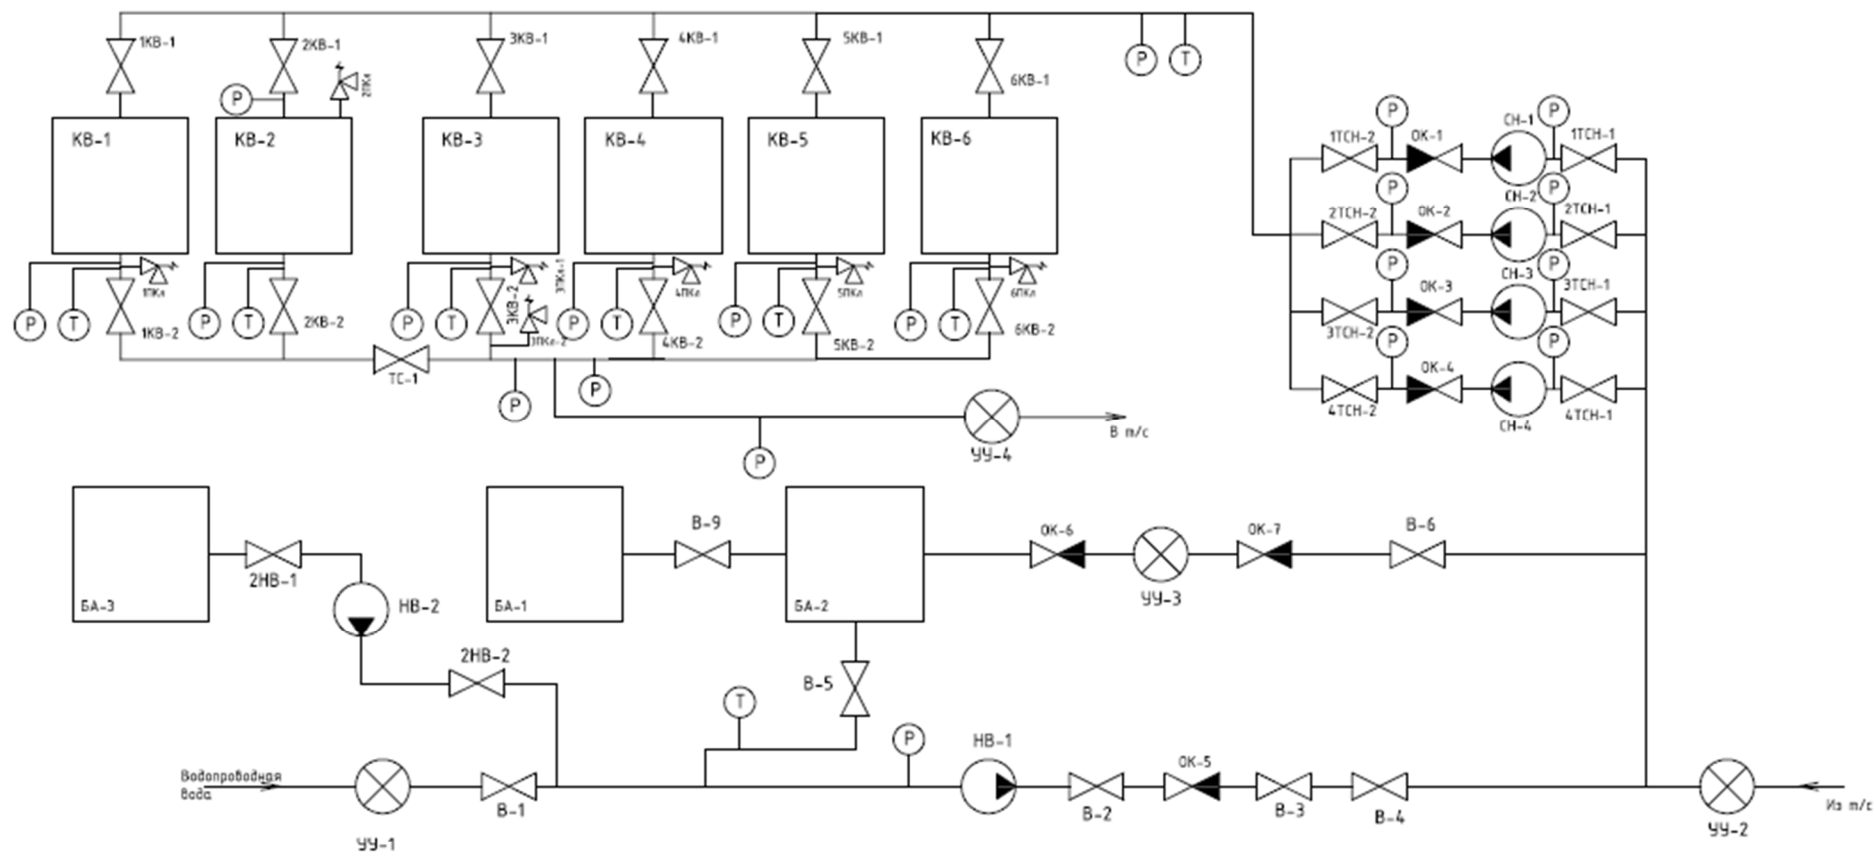 1КВ-1
2КВ-1
3КВ-1
4КВ-1
5КВ-1
6КВ-1
P
T
P
2ПКл
КВ-1
КВ-2
КВ-3
КВ-4
КВ-5
КВ-6
P
T
1ПКл
1КВ-2
P
T
2КВ-2
P
T
3КВ-2
3ПКл-1
3ПКл-2
P
T
4ПКл
4КВ-2
P
T
5ПКл
5КВ-2
P
T
6ПКл
6КВ-2
ТС-1
P
P
P
УУ-4
В т/с
P
СН-1
P
1ТСН-2
ОК-1
1ТСН-1
P
СН-2
P
2ТСН-2
ОК-2
2ТСН-1
P
СН-3
P
3ТСН-2
ОК-3
3ТСН-1
P
P
ОК-4
4ТСН-2
СН-4
4ТСН-1
БА-3
2НВ-1
НВ-2
2НВ-2
БА-1
В-9
БА-2
ОК-6
УУ-3
ОК-7
В-6
В-5
T
P
НВ-1
Водопроводная
вода
УУ-1
В-1
В-2
ОК-5
В-3
В-4
УУ-2
Из т/с